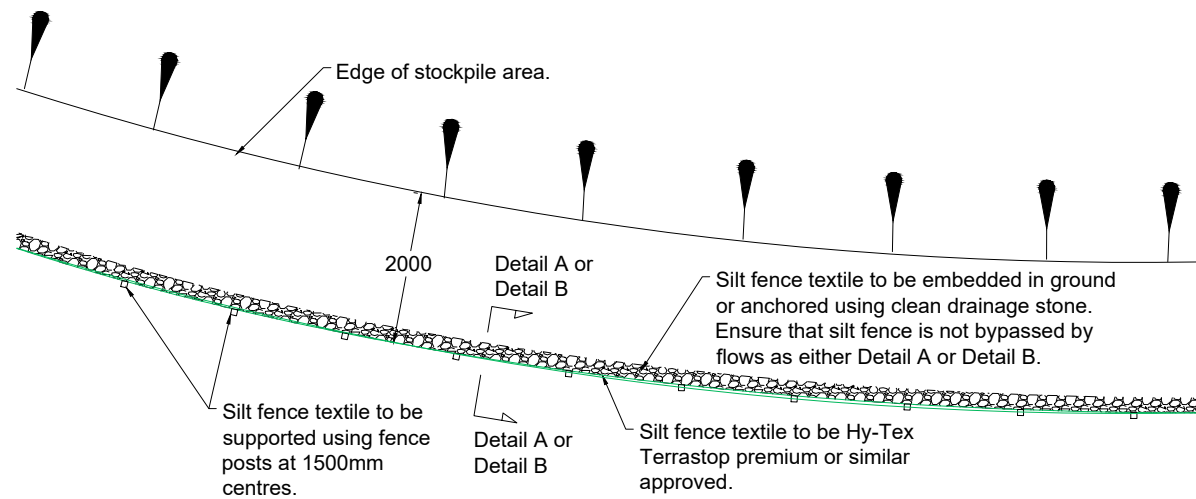 Edge of stockpile area.
2000
Detail A or
Detail B
Silt fence textile to be embedded in ground
or anchored using clean drainage stone.
Ensure that silt fence is not bypassed by
flows as either Detail A or Detail B.
Silt fence textile to be
supported using fence
posts at 1500mm
centres.
Detail A or
Detail B
Silt fence textile to be Hy-Tex
Terrastop premium or similar
approved.